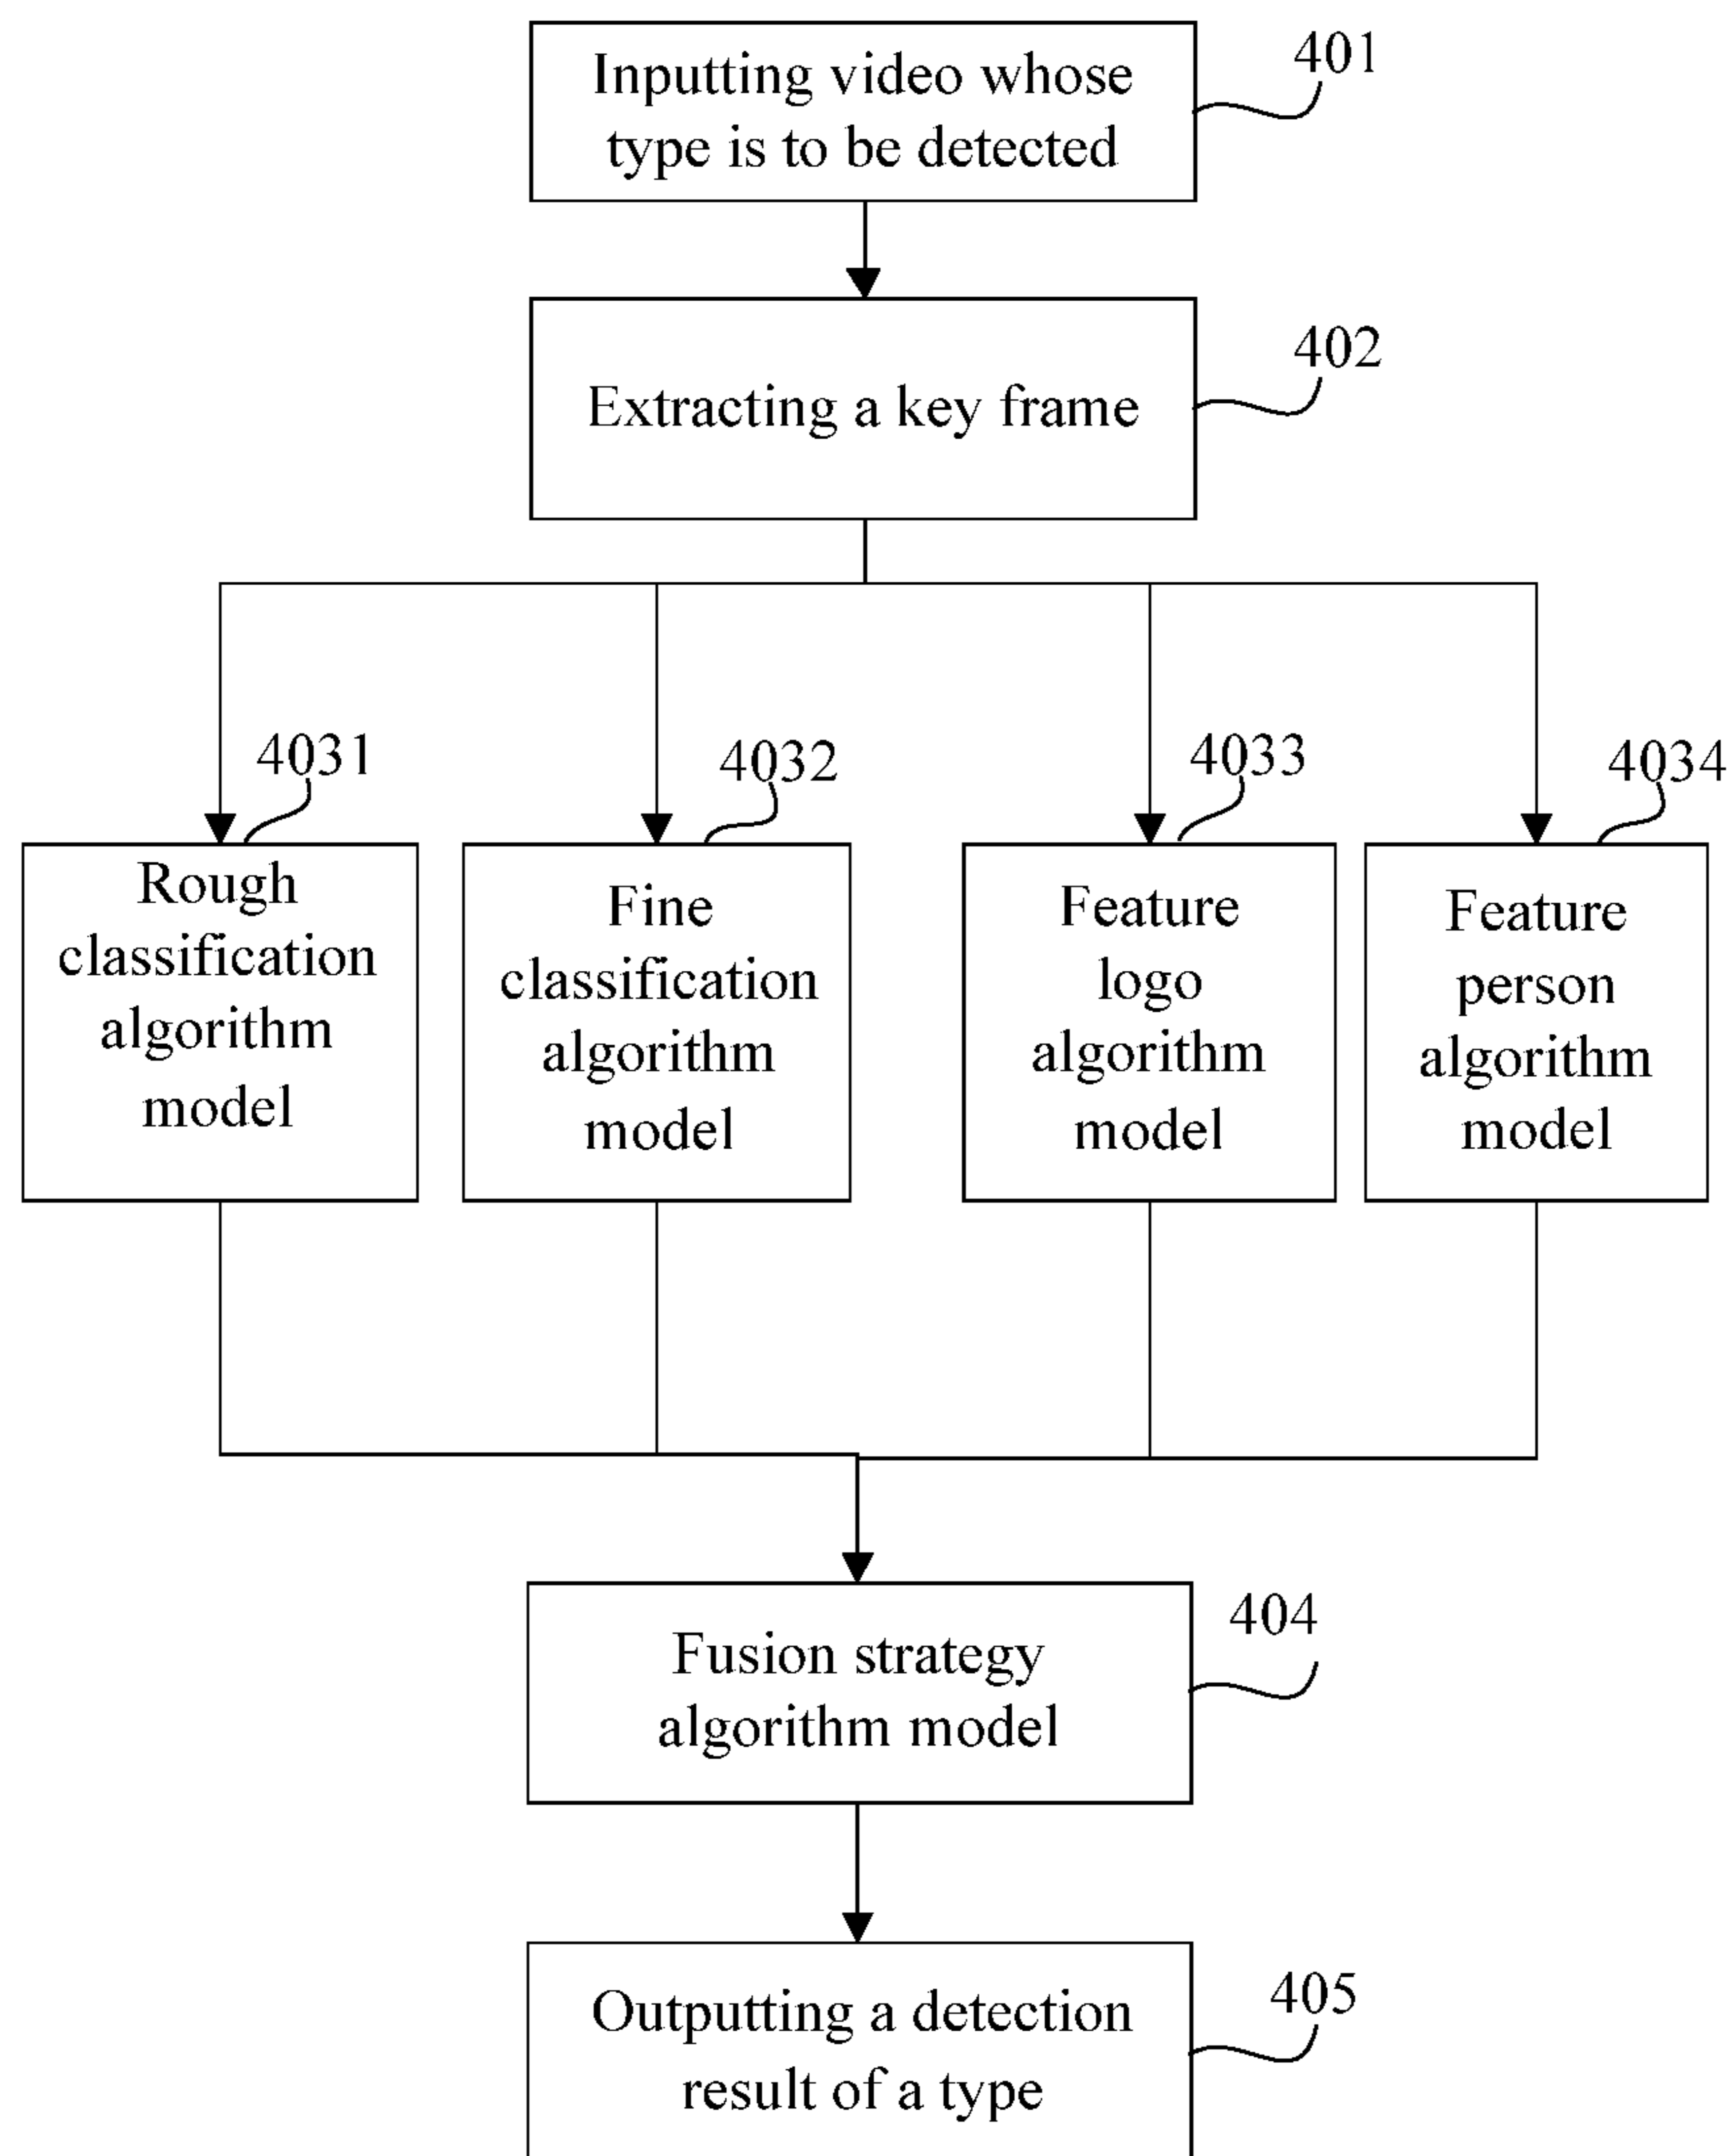 Inputting video whose
type is to be detected
401
Extracting a key frame
402
4031
4032
4033
4034
Rough
classification
algorithm
model
Fine
classification
algorithm
model
Feature
logo
algorithm
model
Feature
person
algorithm
model
Fusion strategy
algorithm model
404
Outputting a detection
result of a type
405